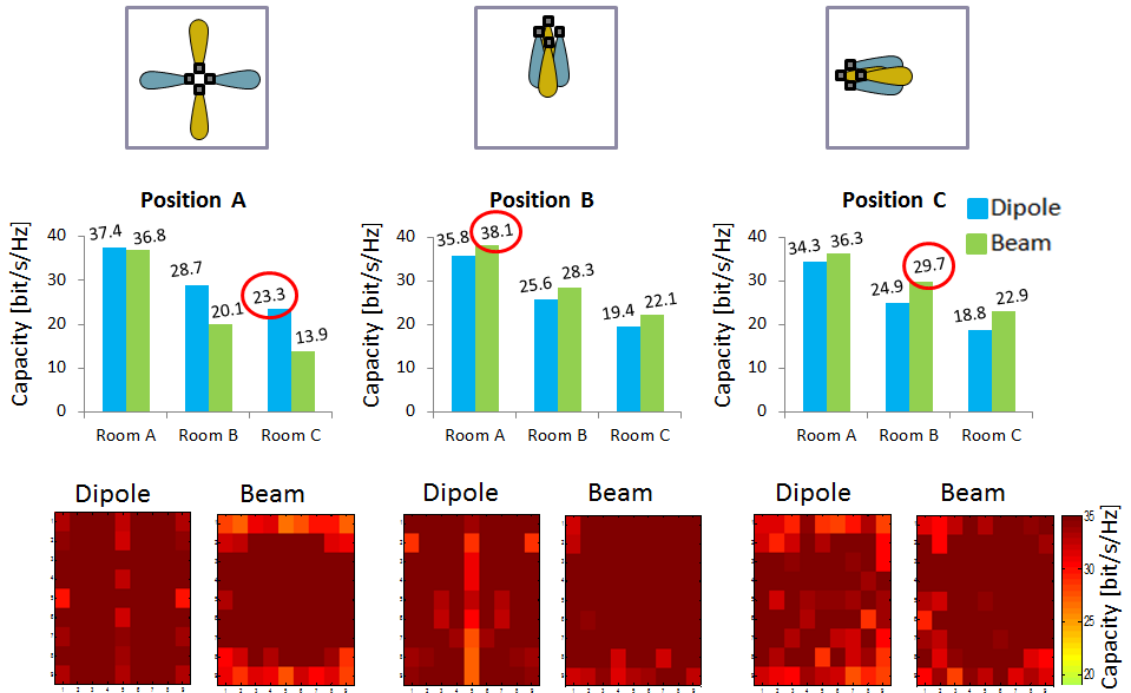 Position A
Capacity [bit/s/Hz]
40
30
20
10
0
37.4
36.8
28.7
20.1
23.3
13.9
Room A
Room B
Room C
Position B
Capacity [bit/s/Hz]
40
30
20
10
0
35.8
38.1
25.6
28.3
19.4
22.1
Room A
Room B
Room C
Position C
Dipole
Beam
Capacity [bit/s/Hz]
40
30
20
10
0
34.3
36.3
24.9
29.7
18.8
22.9
Room A
Room B
Room C
Dipole
Beam
Dipole
Beam
Dipole
Beam
35
30
25
20
Capacity [bit/s/Hz]